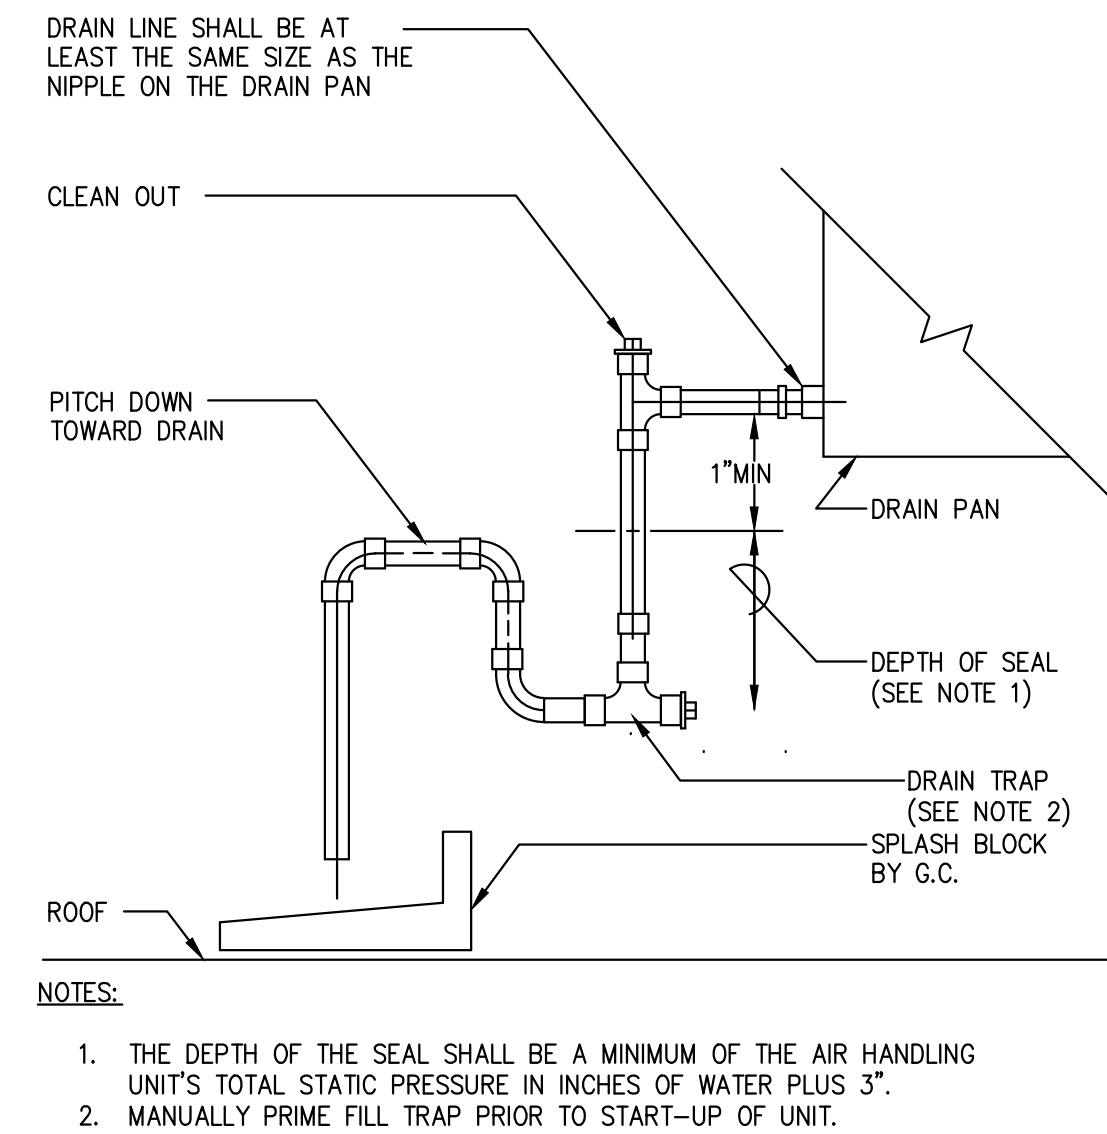 DRAIN LINE SHALL BE AT
LEAST THE SAME SIZE AS THE
NIPPLE ON THE DRAIN PAN
CLEAN OUT
PITCH DOWN
TOWARD DRAIN
1"MIN
DRAIN PAN
DEPTH OF SEAL
(SEE NOTE 1)
DRAIN TRAP
(SEE NOTE 2)
SPLASH BLOCK
BY G.C.
ROOF
NOTES:
1. THE DEPTH OF THE SEAL SHALL BE A MINIMUM OF THE AIR HANDLING
UNIT'S TOTAL STATIC PRESSURE IN INCHES OF WATER PLUS 3".
2. MANUALLY PRIME FILL TRAP PRIOR TO START-UP OF UNIT.